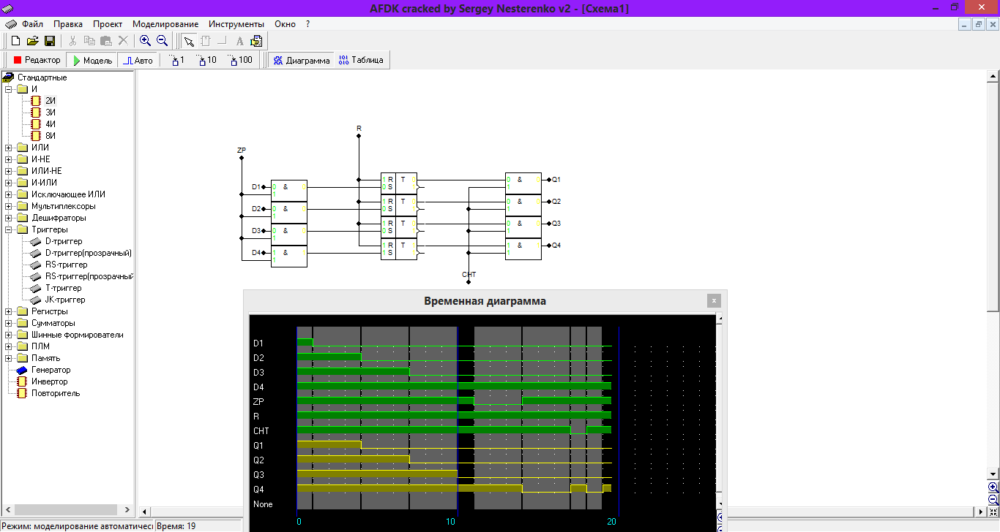 AFDK cracked by Sergey Nesterenko v2 - [Схема1]
Файл Правка Проект Моделирование Инструменты Окно ?
Редактор Модель Авто 1 10 100 Диаграмма Таблица
Стандартные
И
2И
3И
4И
8И
ИЛИ
И-НЕ
ИЛИ-НЕ
И-ИЛИ
Исключающее ИЛИ
Мультиплексоры
Дешифраторы
Триггеры
D-триггер
D-триггер(прозрачный)
RS-триггер
RS-триггер(прозрачный
Т-триггер
JK-триггер
Регистры
Сумматоры
Шинные формирователи
ПЛМ
Память
Генератор
Инвертор
Повторитель
R
ZP
D1 0 & 0 1 R T 0 0 & 0 Q1
1 0 S 1
D2 0 & 0 1 R T 0 0 & 0 Q2
1 0 S 1
D3 0 & 0 1 R T 0 0 & 0 Q3
1 0 S 1
D4 1 & 1 1 R T 1 1 & 1 Q4
1 1 S 1
CHT
Временная диаграмма
D1
D2
D3
D4
ZP
R
CHT
Q1
Q2
Q3
Q4
None
0 10 20
Режим: моделирование автоматичесн Время: 19